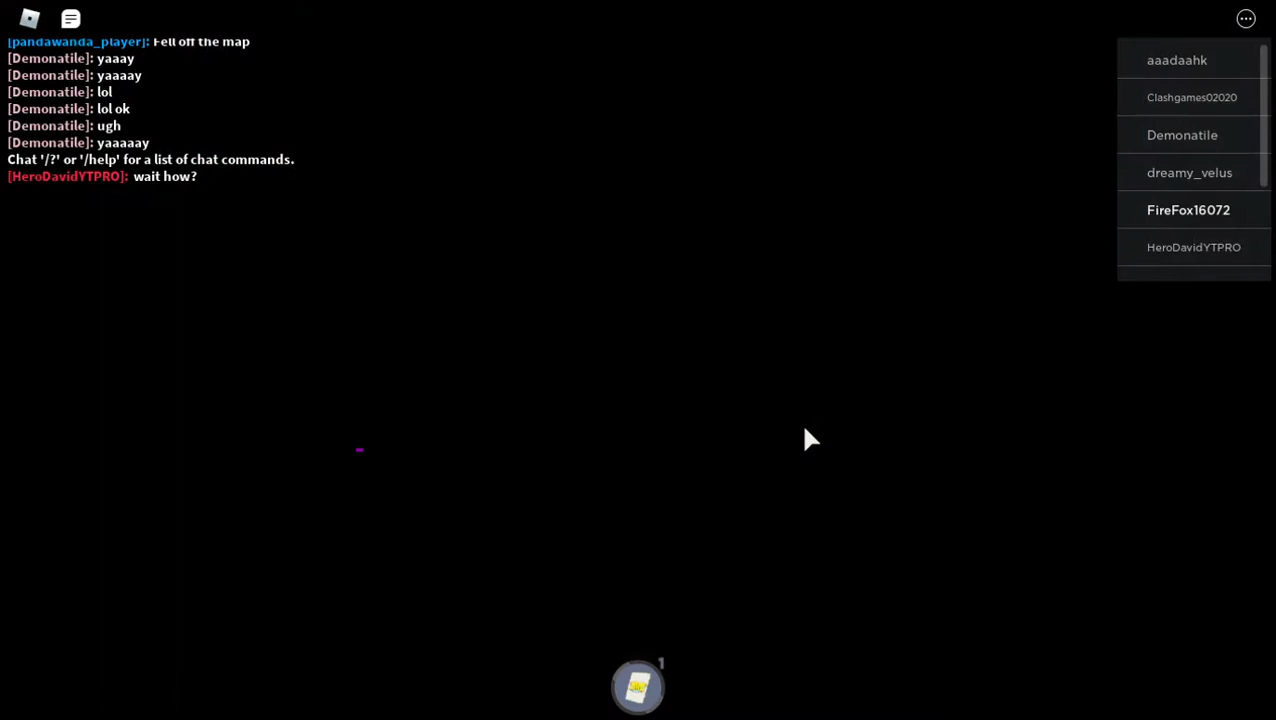 [pandawanda_player]: Fell off the map
[Demonatile]: yaaay
[Demonatile]: yaaaay
[Demonatile]: lol
[Demonatile]: lol ok
[Demonatile]: ugh
[Demonatile]: yaaaaay
Chat '/?' or '/help' for a list of chat commands.
[HeroDavidYTPRO]: wait how?
aaadaahk
Clashgames02020
Demonatile
dreamy_velus
FireFox16072
HeroDavidYTPRO
1